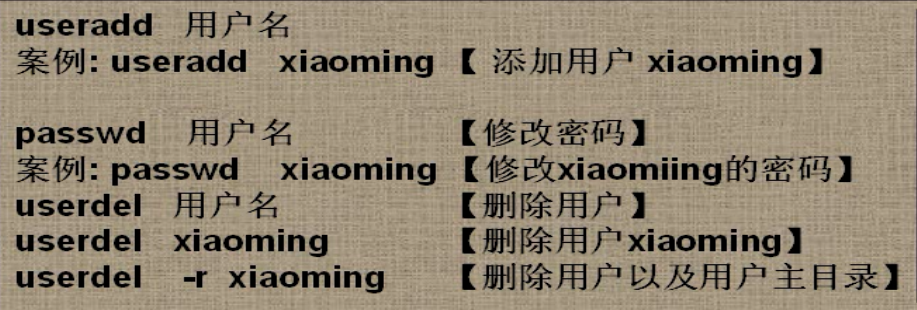 useradd 用户名
案例: useradd xiaoming 【 添加用户 xiaoming】
passwd 用户名 【修改密码】
案例: passwd xiaoming 【修改xiaomiing的密码】
userdel 用户名 【删除用户】
userdel xiaoming 【删除用户xiaoming】
userdel -r xiaoming 【删除用户以及用户主目录】